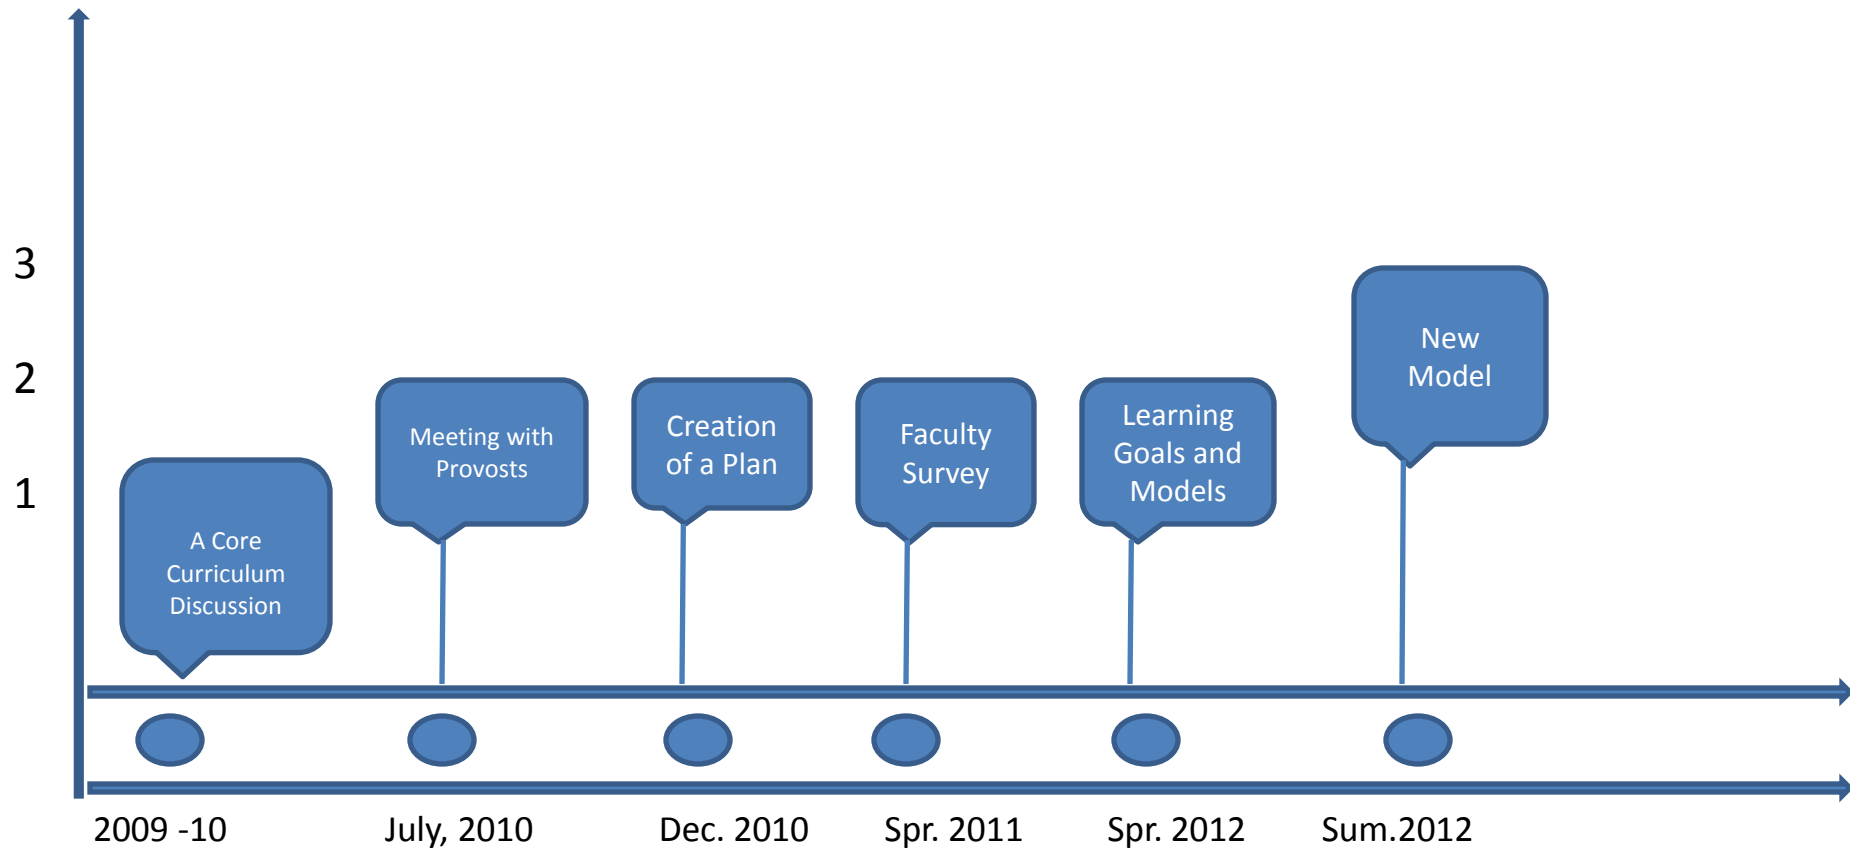 3
2
1
A Core
Curriculum
Discussion
Meeting with
Provosts
Creation
of a Plan
Faculty
Survey
Learning
Goals and
Models
New
Model
2009 -10
July, 2010
Dec. 2010
Spr. 2011
Spr. 2012
Sum.2012